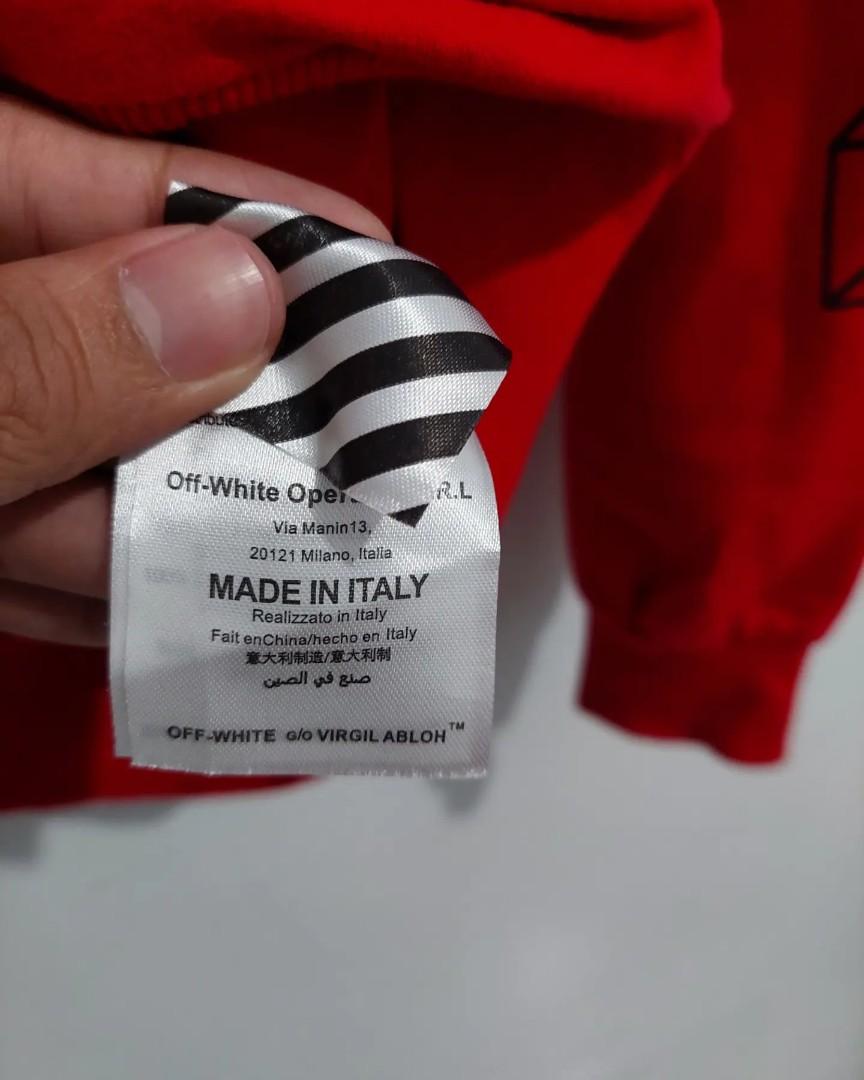 Off-White R.L
Via Manin13,
20121 Milano, Italia
MADE IN ITALY
Realizzato in Italy
Fait enChina/hecho en Italy
意大利制造/意大利制
صنع في الصين
OFF-WHITE c/o VIRGIL ABLOH™